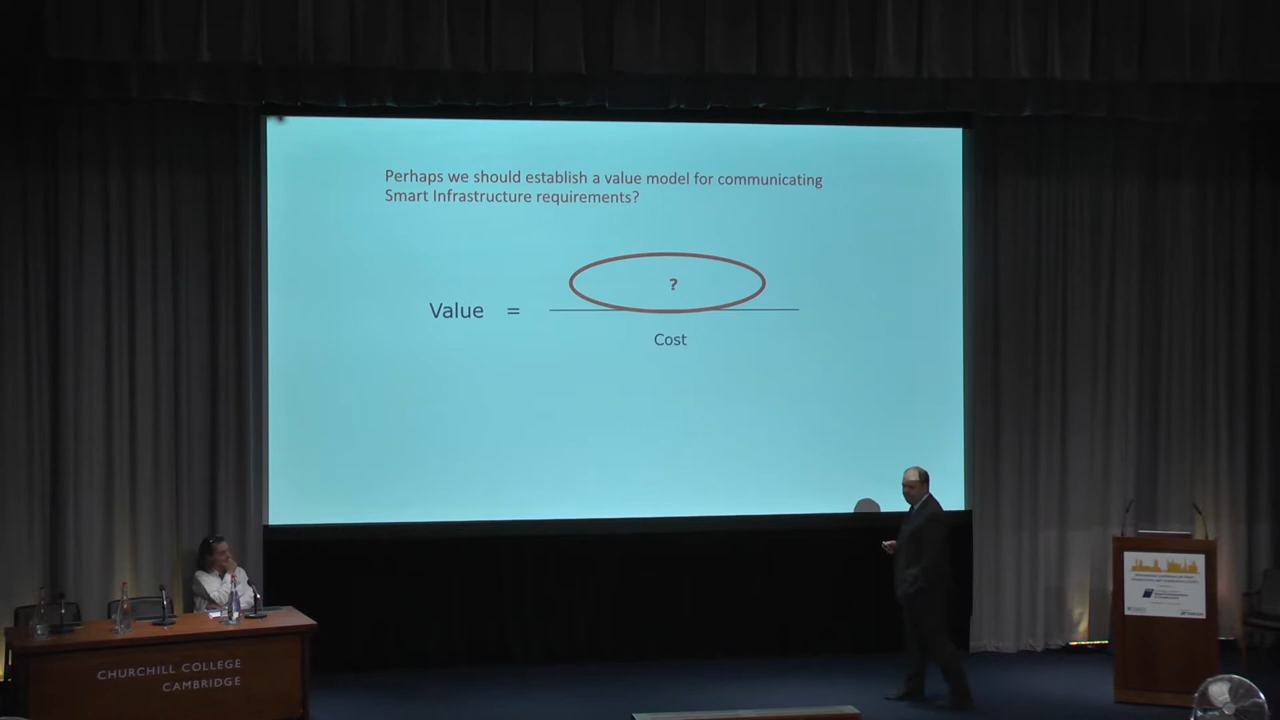 Perhaps we should establish a value model for communicating
Smart Infrastructure requirements?
?
Value =
Cost
CHURCHILL COLLEGE
CAMBRIDGE